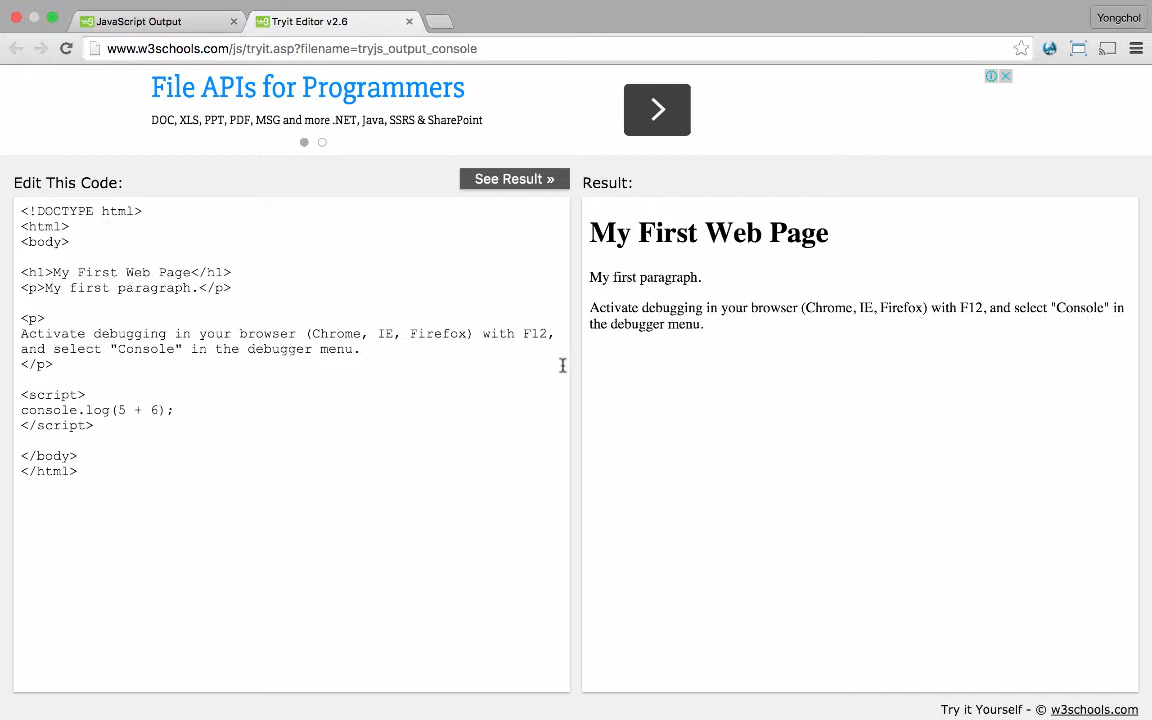 JavaScript Output
Tryit Editor v2.6
Yongchol
www.w3schools.com/js/tryit.asp?filename=tryjs_output_console
File APIs for Programmers
DOC, XLS, PPT, PDF, MSG and more .NET, Java, SSRS & SharePoint
Edit This Code:
See Result »
Result:
<!DOCTYPE html>
<html>
<body>
<h1>My First Web Page</h1>
<p>My first paragraph.</p>
<p>
Activate debugging in your browser (Chrome, IE, Firefox) with F12,
and select "Console" in the debugger menu.
</p>
<script>
console.log(5 + 6);
</script>
</body>
</html>
My First Web Page
My first paragraph.
Activate debugging in your browser (Chrome, IE, Firefox) with F12, and select "Console" in
the debugger menu.
Try it Yourself - © w3schools.com